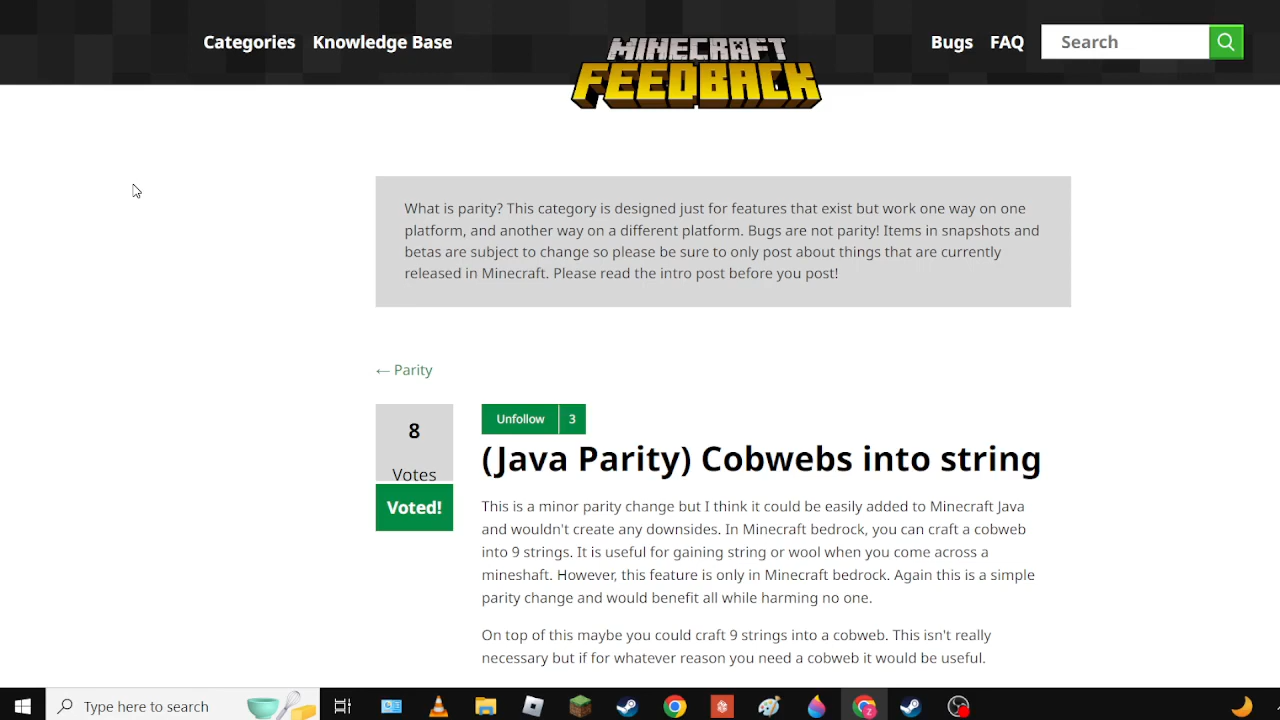 Categories Knowledge Base MINECRAFT FEEDBACK Bugs FAQ Search
What is parity? This category is designed just for features that exist but work one way on one
platform, and another way on a different platform. Bugs are not parity! Items in snapshots and
betas are subject to change so please be sure to only post about things that are currently
released in Minecraft. Please read the intro post before you post!
← Parity
8
Votes
Voted!
Unfollow 3
(Java Parity) Cobwebs into string
This is a minor parity change but I think it could be easily added to Minecraft Java
and wouldn't create any downsides. In Minecraft bedrock, you can craft a cobweb
into 9 strings. It is useful for gaining string or wool when you come across a
mineshaft. However, this feature is only in Minecraft bedrock. Again this is a simple
parity change and would benefit all while harming no one.
On top of this maybe you could craft 9 strings into a cobweb. This isn't really
necessary but if for whatever reason you need a cobweb it would be useful.
Type here to search